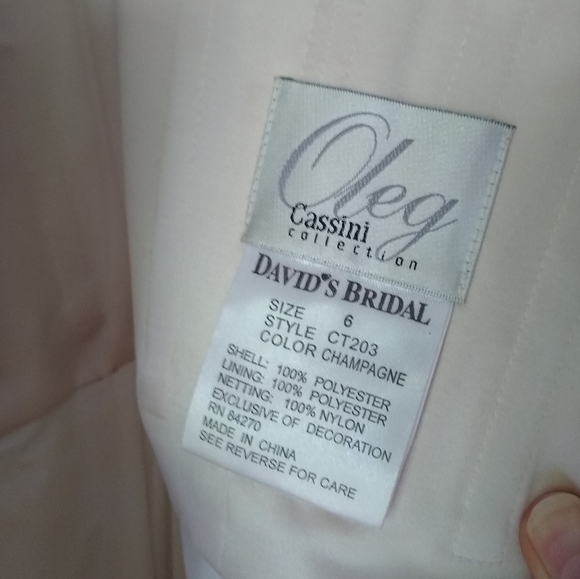 Oleg
Cassini
collection
DAVID'S BRIDAL
SIZE 6
STYLE CT203
COLOR CHAMPAGNE
SHELL: 100% POLYESTER
LINING: 100% POLYESTER
NETTING: 100% NYLON
EXCLUSIVE OF DECORATION
RN 84270
MADE IN CHINA
SEE REVERSE FOR CARE